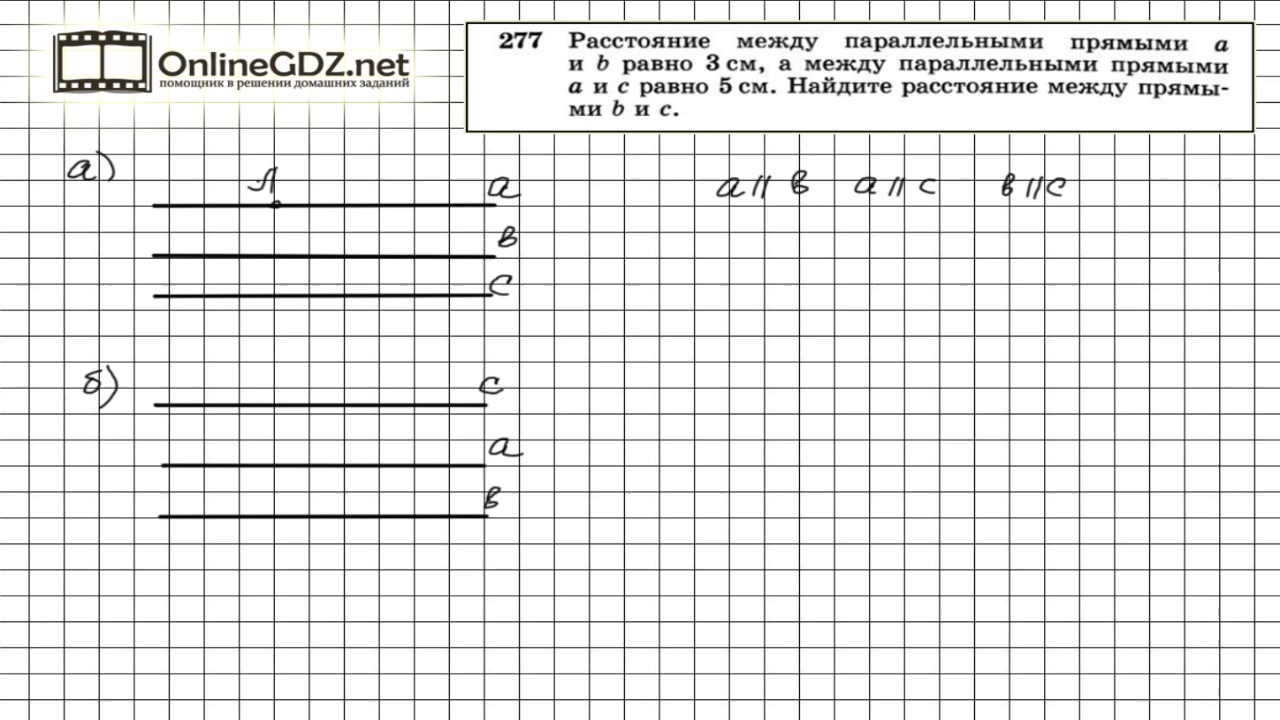 OnlineGDZ.net
помощник в решении домашних заданий
277 Расстояние между параллельными прямыми a
и b равно 3 см, а между параллельными прямыми
a и c равно 5 см. Найдите расстояние между прямы-
ми b и c.
а)
A
a
в
c
a || в a || c в || c
б)
c
a
в